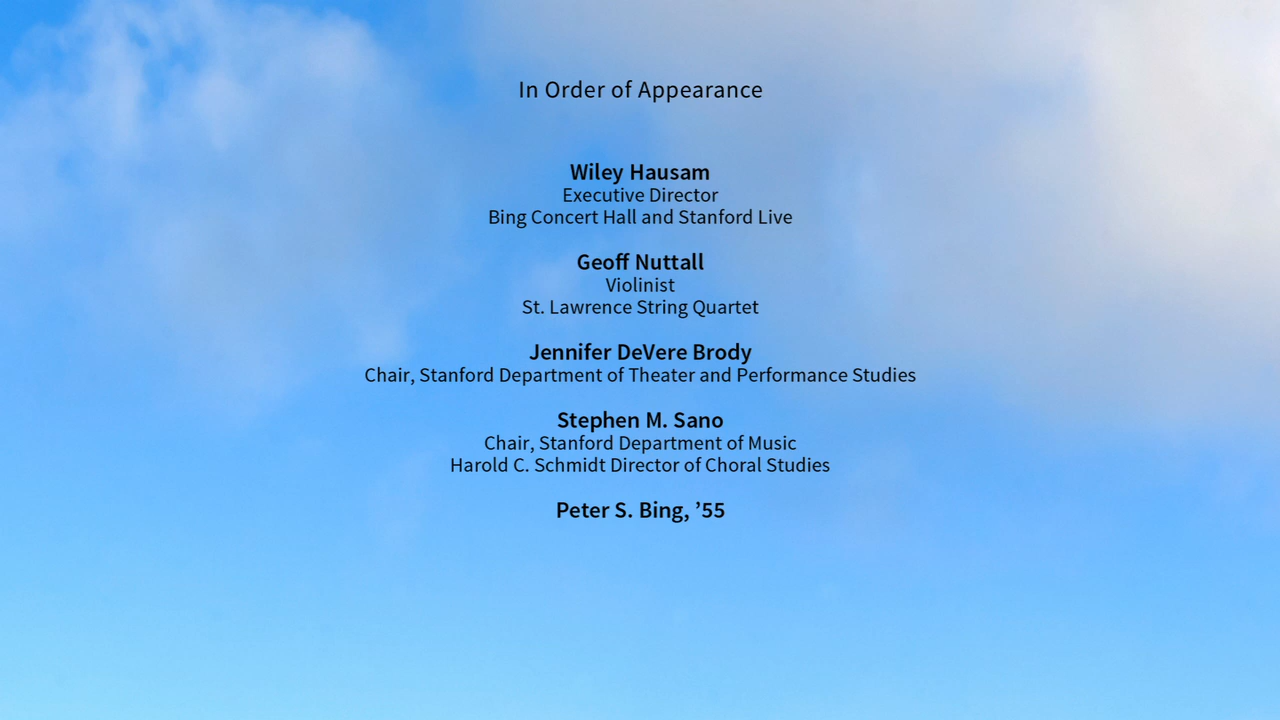 In Order of Appearance
Wiley Hausam
Executive Director
Bing Concert Hall and Stanford Live
Geoff Nuttall
Violinist
St. Lawrence String Quartet
Jennifer DeVere Brody
Chair, Stanford Department of Theater and Performance Studies
Stephen M. Sano
Chair, Stanford Department of Music
Harold C. Schmidt Director of Choral Studies
Peter S. Bing, ’55